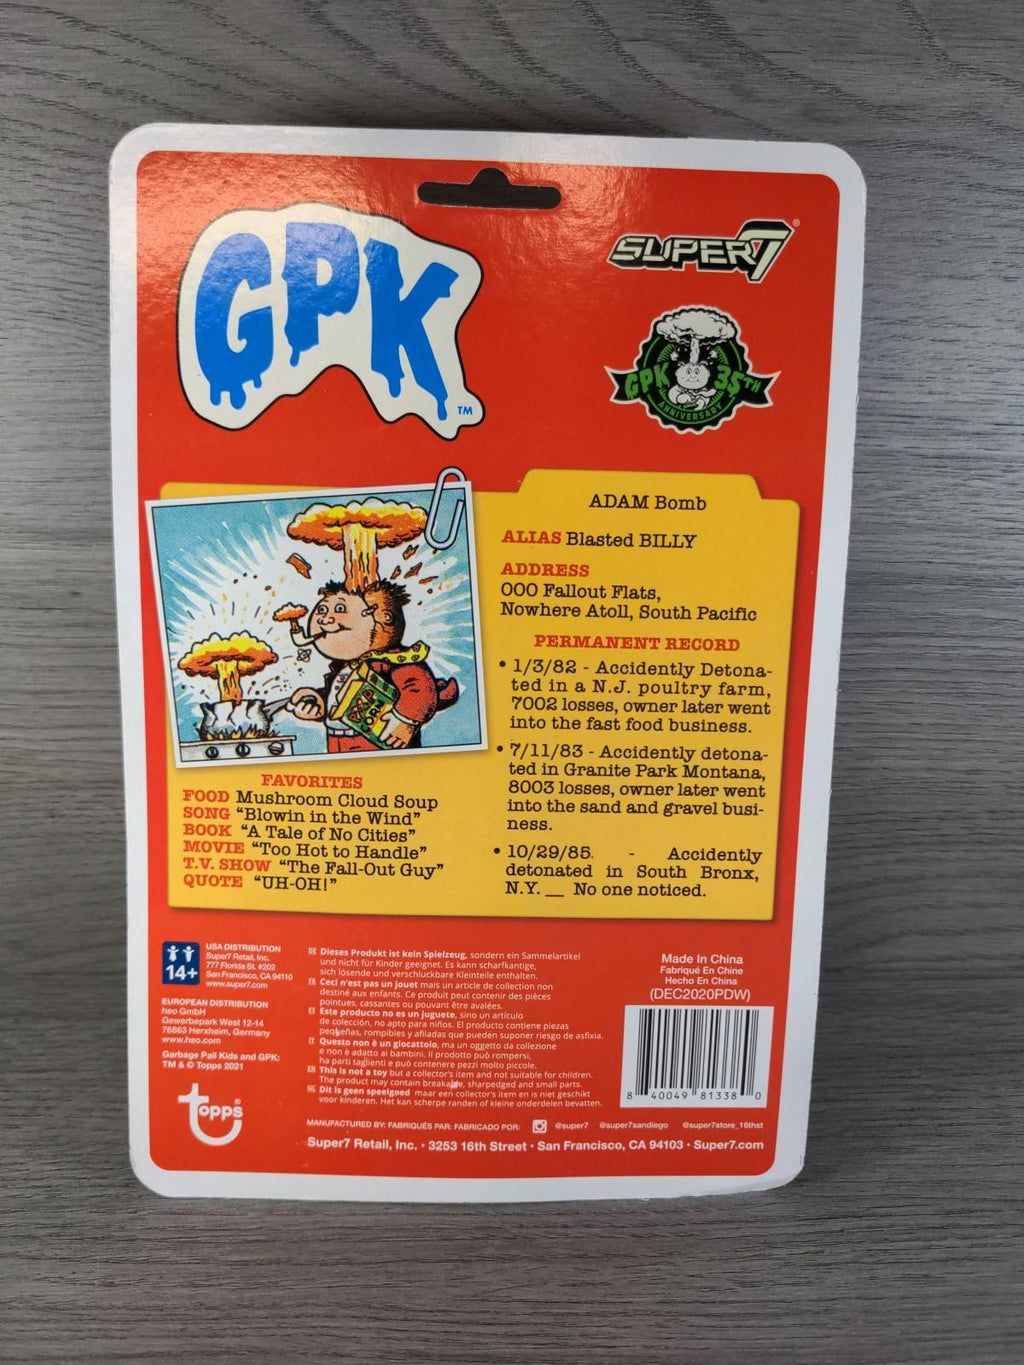 GPK
TM
SUPER7®
GPK 35TH
ANNIVERSARY
ADAM Bomb
ALIAS Blasted BILLY
ADDRESS
000 Fallout Flats,
Nowhere Atoll, South Pacific
PERMANENT RECORD
• 1/3/82 - Accidently Detona-
ted in a N.J. poultry farm,
7002 losses, owner later went
into the fast food business.
• 7/11/83 - Accidently detona-
ted in Granite Park Montana,
8003 losses, owner later went
into the sand and gravel busi-
ness.
• 10/29/85. - Accidently
detonated in South Bronx,
N.Y. __ No one noticed.
POP
CORN
FAVORITES
FOOD Mushroom Cloud Soup
SONG “Blowin in the Wind”
BOOK “A Tale of No Cities”
MOVIE “Too Hot to Handle”
T.V. SHOW “The Fall-Out Guy”
QUOTE “UH-OH!”
14+
USA DISTRIBUTION
Super7 Retail, Inc.
777 Florida St. #202
San Francisco, CA 94110
www.super7.com
EUROPEAN DISTRIBUTION
heo GmbH
Gewerbepark West 12-14
76863 Herxheim, Germany
www.heo.com
Garbage Pail Kids and GPK:
TM & © Topps 2021
Topps®
DE Dieses Produkt ist kein Spielzeug, sondern ein Sammelartikel
und nicht für Kinder geeignet. Es kann scharfkantige,
sich lösende und verschluckbare Kleinteile enthalten.
FR Ceci n'est pas un jouet mais un article de collection non
destiné aux enfants. Ce produit peut contenir des pièces
pointues, cassantes ou pouvant être avalées.
ES Este producto no es un juguete, sino un artículo
de colección, no apto para niños. El producto contiene piezas
pequeñas, rompibles y afiladas que pueden suponer riesgo de asfixia.
IT Questo non è un giocattolo, ma un oggetto da collezione
e non è adatto ai bambini. Il prodotto può rompersi,
ha parti taglienti e può contenere pezzi molto piccole.
EN This is not a toy but a collector's item and not suitable for children.
The product may contain breakable, sharpedged and small parts.
NL Dit is geen speelgoed maar een collector's item en is niet geschikt
voor kinderen. Het kan scherpe randen of kleine onderdelen bevatten.
Made In China
Fabriqué En Chine
Hecho En China
(DEC2020PDW)
8 40049 81338 0
MANUFACTURED BY: FABRIQUÉS PAR: FABRICADO POR: @super7 @super7sandiego @super7store_16thst
Super7 Retail, Inc. • 3253 16th Street • San Francisco, CA 94103 • Super7.com